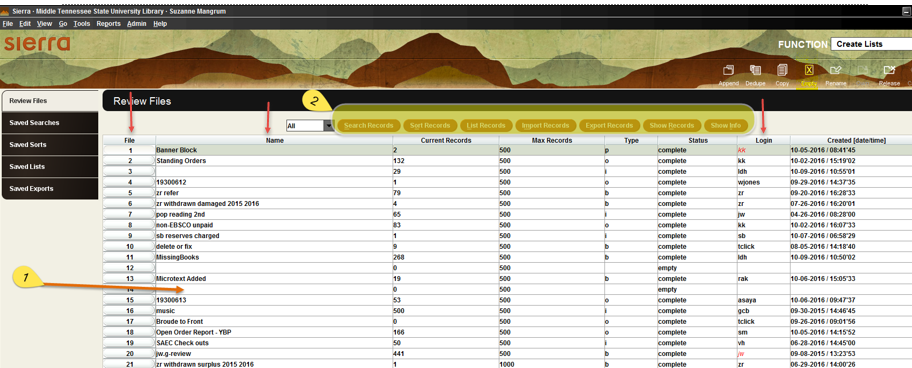 Sierra - Middle Tennessee State University Library - Suzanne Mangrum
File Edit View Go Tools Reports Admin Help
sierra
FUNCTION Create Lists
Append Dedupe Copy Empty Rename Release
Review Files
Review Files
2
Saved Searches
All Search Records Sort Records List Records Import Records Export Records Show Records Show Info
Saved Sorts
File Name Current Records Max Records Type Status Login Created [date/time]
Saved Lists
Saved Exports
1 Banner Block 2 500 p complete kk 10-05-2016 / 08:41'45
2 Standing Orders 132 500 o complete kk 10-02-2016 / 15:19'02
3 29 500 i complete ldh 10-09-2016 / 10:55'01
4 19300612 1 500 o complete wjones 09-29-2016 / 14:37'35
5 zr refer 79 500 b complete zr 09-20-2016 / 16:28'33
6 zr withdrawn damaged 2015 2016 4 500 b complete zr 07-26-2016 / 16:20'01
7 pop reading 2nd 65 500 i complete jw 04-26-2016 / 08:28'00
8 non-EBSCO unpaid 83 500 o complete kk 10-02-2016 / 16:07'33
9 sb reserves charged 1 500 i complete sb 10-07-2016 / 06:58'29
10 delete or fix 9 500 b complete tclick 08-05-2016 / 14:18'40
11 MissingBooks 268 500 b complete ldh 10-09-2016 / 10:50'02
12 0 500 empty
13 Microtext Added 19 500 b complete rak 10-06-2016 / 15:05'33
1
14 0 500 empty
15 19300613 53 500 o complete asaya 10-06-2016 / 09:47'37
16 music 500 500 i complete gcb 09-30-2015 / 14:46'45
17 Broude to Front 0 500 o complete tclick 09-26-2016 / 09:01'56
18 Open Order Report - YBP 166 500 o complete sm 10-05-2016 / 14:15'52
19 SAEC Check outs 50 500 i complete vh 06-28-2016 / 14:45'00
20 jw.g-review 441 500 b complete jw 09-08-2015 / 13:23'53
21 zr withdrawn surplus 2015 2016 1 1000 b complete zr 06-29-2016 / 14:00'26